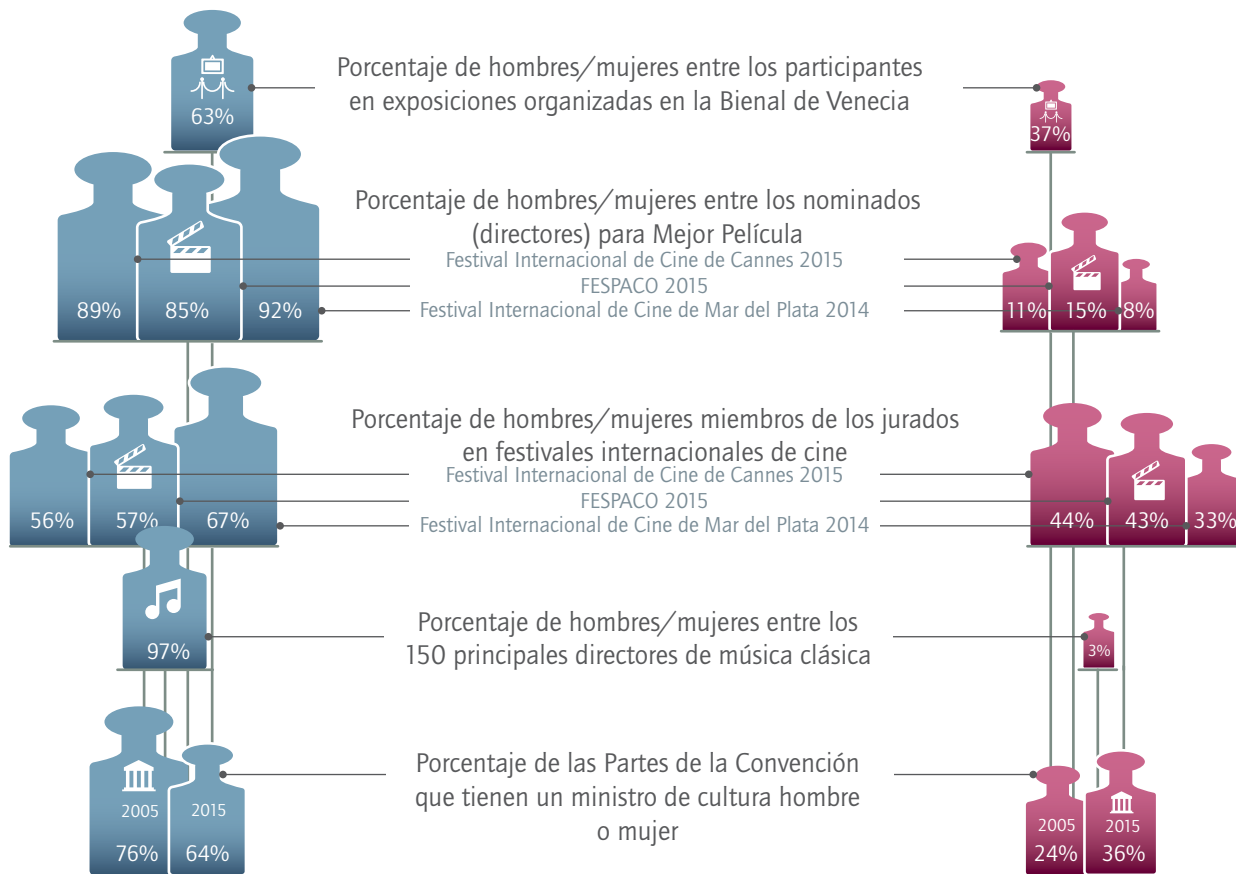 63%
Porcentaje de hombres/mujeres entre los participantes
en exposiciones organizadas en la Bienal de Venecia
37%
Porcentaje de hombres/mujeres entre los nominados
(directores) para Mejor Película
Festival Internacional de Cine de Cannes 2015
FESPACO 2015
Festival Internacional de Cine de Mar del Plata 2014
89% 85% 92%
11% 15% 8%
Porcentaje de hombres/mujeres miembros de los jurados
en festivales internacionales de cine
Festival Internacional de Cine de Cannes 2015
FESPACO 2015
Festival Internacional de Cine de Mar del Plata 2014
56% 57% 67%
44% 43% 33%
97%
Porcentaje de hombres/mujeres entre los
150 principales directores de música clásica
3%
Porcentaje de las Partes de la Convención
que tienen un ministro de cultura hombre
o mujer
2005 2015
76% 64%
2005 2015
24% 36%